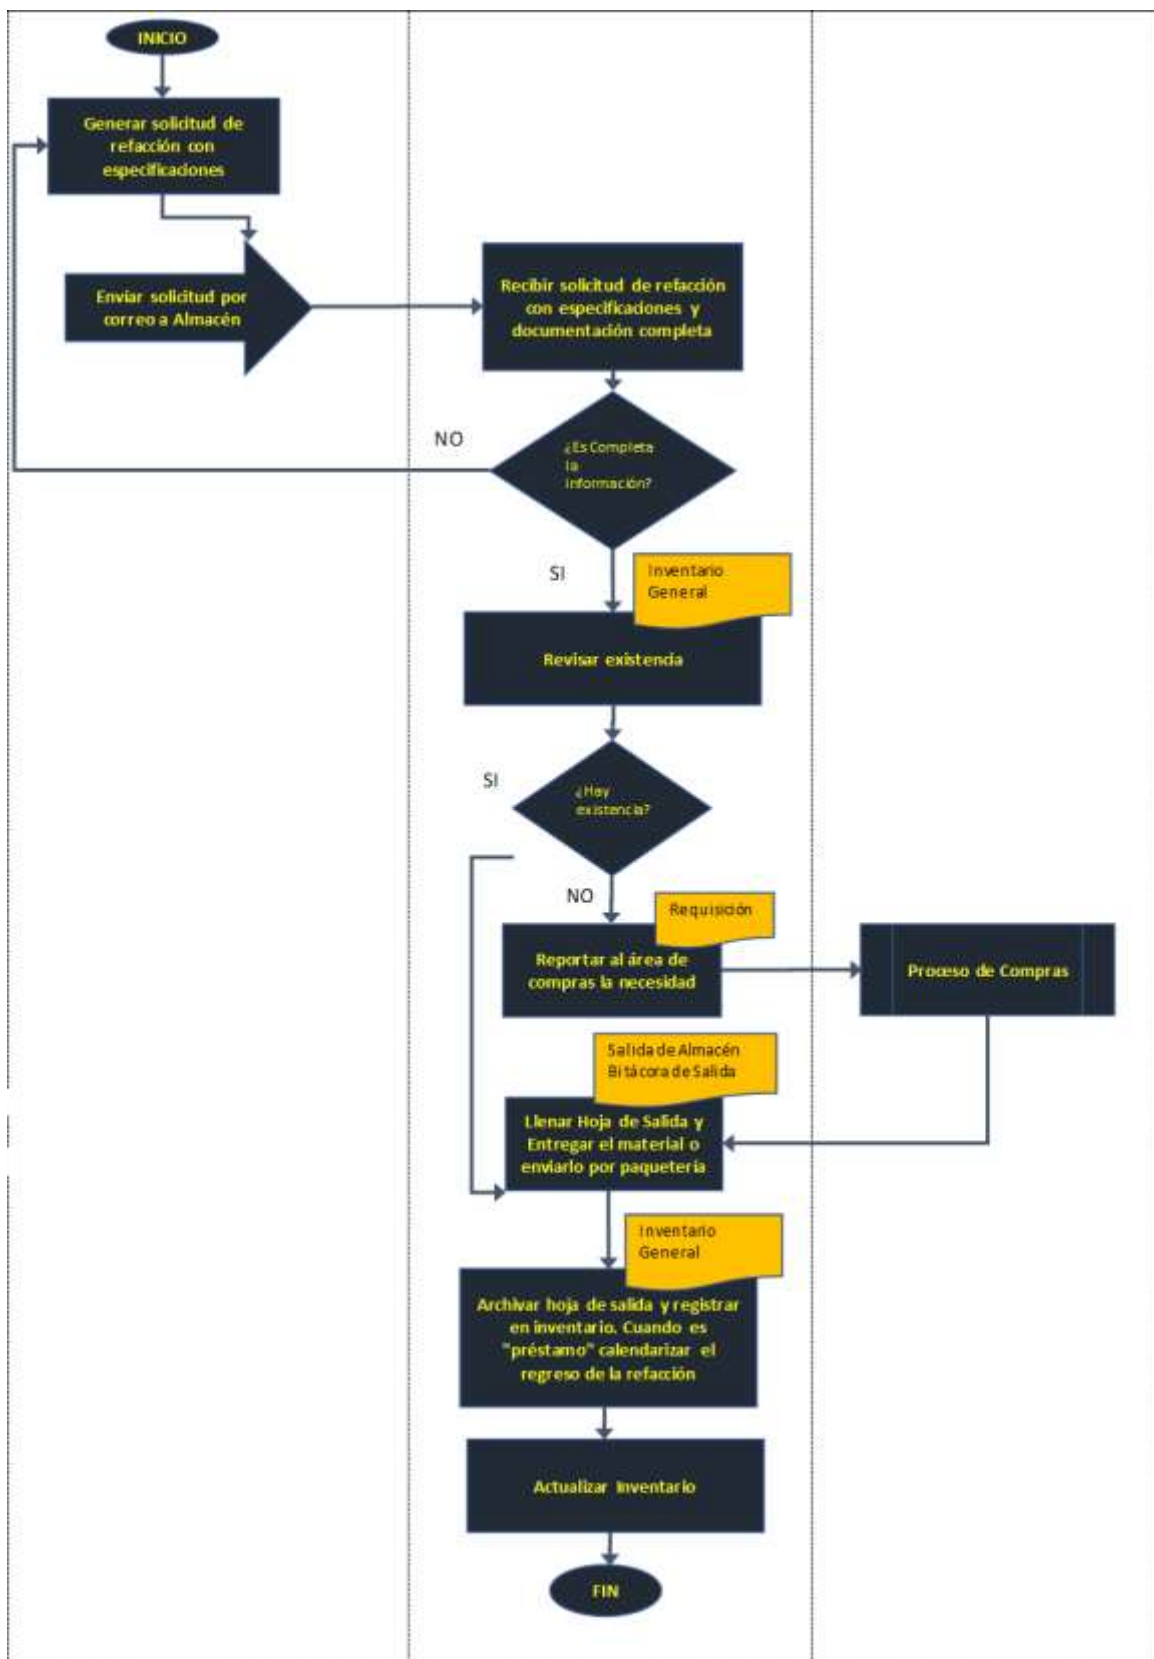 INICIO
Generar solicitud de
refacción con
especificaciones
Enviar solicitud por
correo a Almacén
Recibir solicitud de refacción
con especificaciones y
documentación completa
NO
¿Es Completa
la
información?
SI
Inventario
General
Revisar existencia
SI
¿Hay
existencia?
NO
Requisición
Reportar al área de
compras la necesidad
Proceso de Compras
Salida de Almacén
Bitácora de Salida
Llenar Hoja de Salida y
Entregar el material o
enviarlo por paquetería
Inventario
General
Archivar hoja de salida y registrar
en inventario. Cuando es
"préstamo" calendarizar el
regreso de la refacción
Actualizar Inventario
FIN